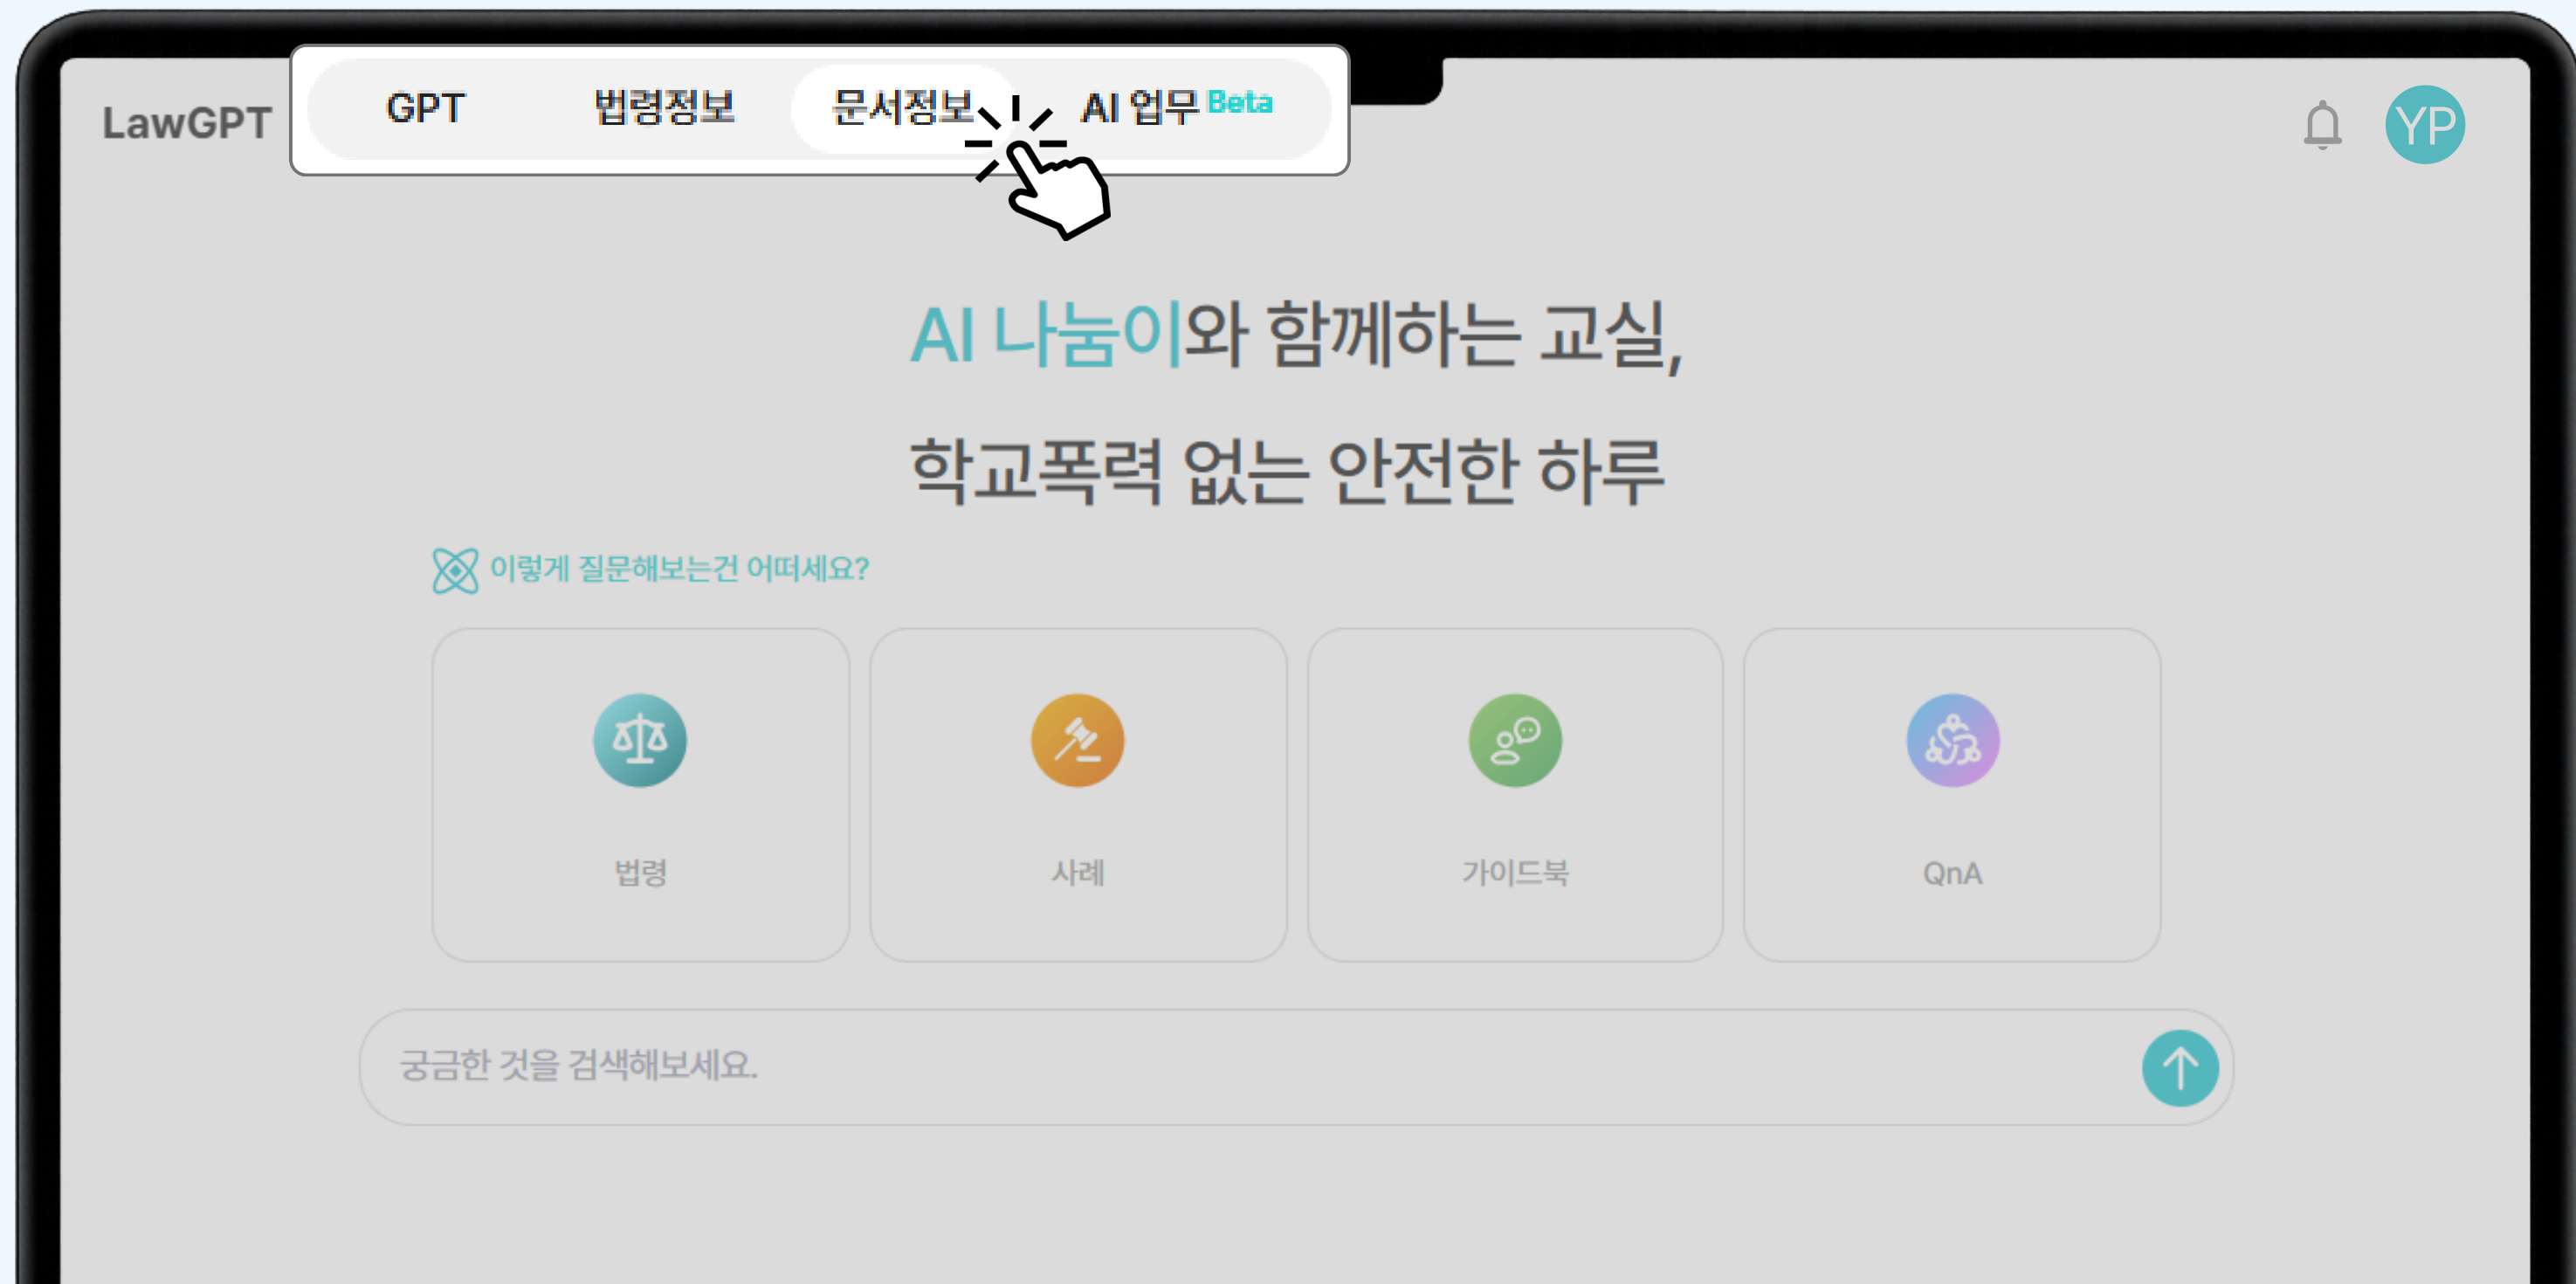 LawGPT
GPT 법령정보 문서정보 AI 업무 Beta
YP
AI 나눔이와 함께하는 교실,
학교폭력 없는 안전한 하루
이렇게 질문해보는건 어떠세요?
법령 사례 가이드북 QnA
궁금한 것을 검색해보세요.